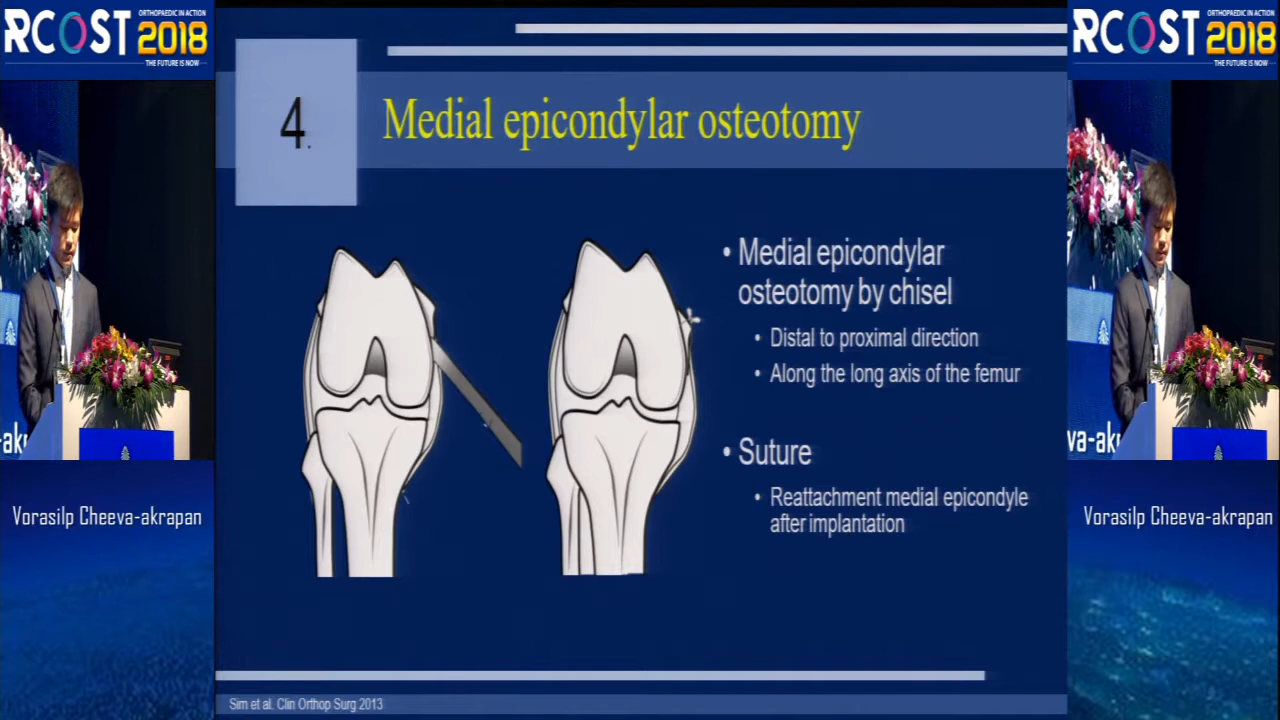 ORTHOPAEDIC IN ACTION
RCOST 2018
THE FUTURE IS NOW
ORTHOPAEDIC IN ACTION
RCOST 2018
THE FUTURE IS NOW
4.
Medial epicondylar osteotomy
• Medial epicondylar
osteotomy by chisel
• Distal to proximal direction
• Along the long axis of the femur
• Suture
• Reattachment medial epicondyle
after implantation
Vorasilp Cheeva-akrapan
Vorasilp Cheeva-akrapan
Sim et al. Clin Orthop Surg 2013